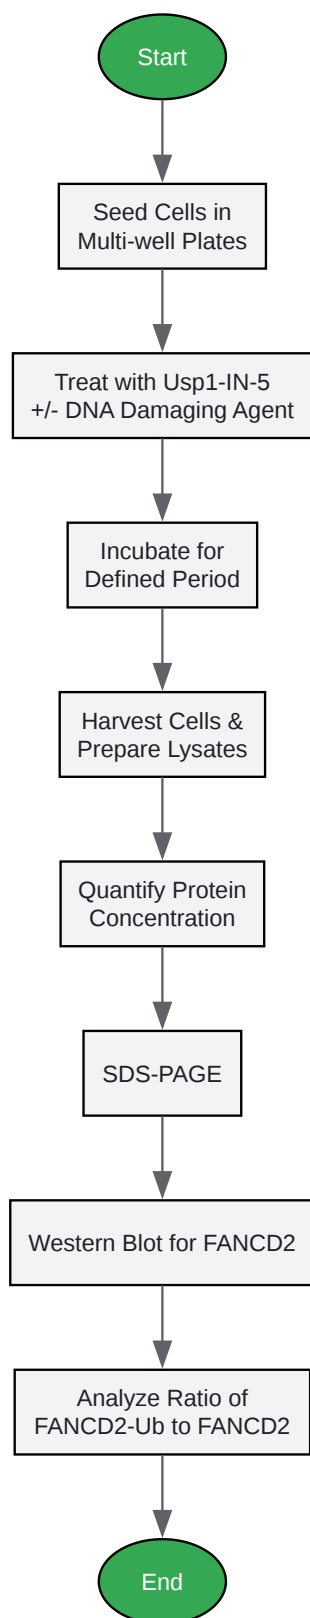 Start
Seed Cells in
Multi-well Plates
Treat with Usp1-IN-5
+/- DNA Damaging Agent
Incubate for
Defined Period
Harvest Cells &
Prepare Lysates
Quantify Protein
Concentration
SDS-PAGE
Western Blot for FANCD2
Analyze Ratio of
FANCD2-Ub to FANCD2
End